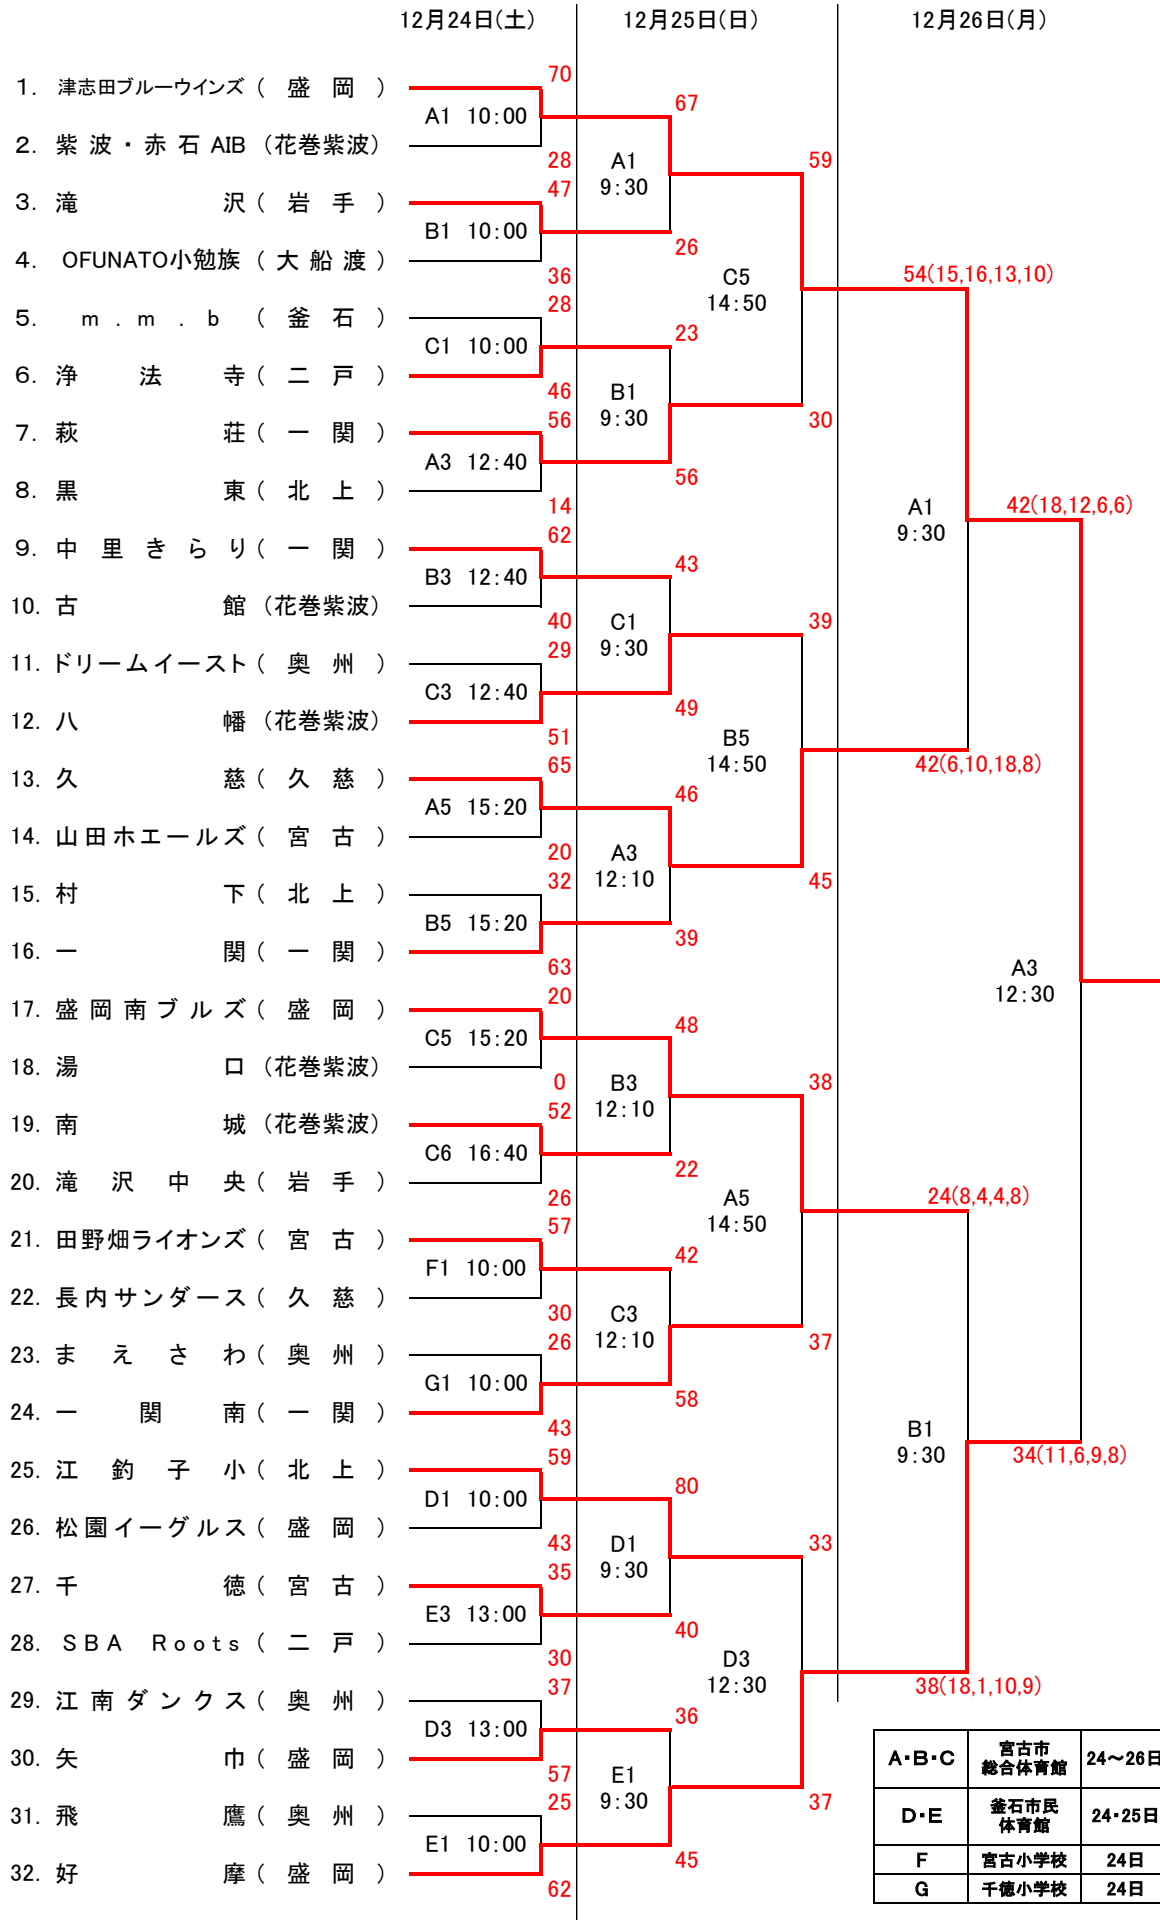 12月24日(土) 12月25日(日) 12月26日(月)
70
1. 津志田ブルーウインズ ( 盛 岡 )
67
A1 10:00
2. 紫 波 ・ 赤 石 AIB (花巻紫波)
28 A1 59
47 9:30
3. 滝 沢 ( 岩 手 )
B1 10:00
26
4. OFUNATO小勉族 ( 大 船 渡 )
36 C5 54(15,16,13,10)
28 14:50
5. m . m . b ( 釜 石 )
23
C1 10:00
6. 浄 法 寺 ( 二 戸 )
46 B1
56 9:30 30
7. 萩 荘 ( 一 関 )
A3 12:40
56
8. 黒 東 ( 北 上 )
14 A1 42(18,12,6,6)
62 9:30
9. 中 里 き ら り ( 一 関 )
43
B3 12:40
10. 古 館 (花巻紫波)
40 C1 39
29 9:30
11. ドリームイースト ( 奥 州 )
C3 12:40
49
12. 八 幡 (花巻紫波)
51 B5
65 14:50 42(6,10,18,8)
13. 久 慈 ( 久 慈 )
46
A5 15:20
14. 山田ホエールズ ( 宮 古 )
20 A3
32 12:10 45
15. 村 下 ( 北 上 )
B5 15:20
39
16. 一 関 ( 一 関 )
63 A3
20 12:30
17. 盛 岡 南 ブ ル ズ ( 盛 岡 )
48
C5 15:20
18. 湯 口 (花巻紫波)
0 B3 38
52 12:10
19. 南 城 (花巻紫波)
C6 16:40
22
20. 滝 沢 中 央 ( 岩 手 )
26 A5 24(8,4,4,8)
57 14:50
21. 田野畑ライオンズ ( 宮 古 )
42
F1 10:00
22. 長内サンダース ( 久 慈 )
30 C3
26 12:10 37
23. ま え さ わ ( 奥 州 )
G1 10:00
58
24. 一 関 南 ( 一 関 )
43 B1
59 9:30 34(11,6,9,8)
25. 江 釣 子 小 ( 北 上 )
80
D1 10:00
26. 松園イーグルス ( 盛 岡 )
43 D1 33
35 9:30
27. 千 徳 ( 宮 古 )
E3 13:00
40
28. SBA Roots ( 二 戸 )
30 D3
37 12:30 38(18,1,10,9)
29. 江 南 ダ ン ク ス ( 奥 州 )
36
D3 13:00
30. 矢 巾 ( 盛 岡 )
57 E1
25 9:30 37
31. 飛 鷹 ( 奥 州 )
E1 10:00
45
32. 好 摩 ( 盛 岡 )
62
A・B・C 宮古市
総合体育館 24～26日
D・E 釜石市民
体育館 24・25日
F 宮古小学校 24日
G 千徳小学校 24日